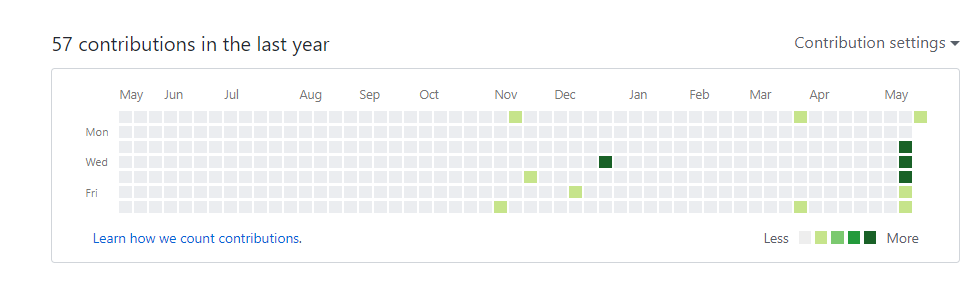 57 contributions in the last year
Contribution settings
May Jun Jul Aug Sep Oct Nov Dec Jan Feb Mar Apr May
Mon
Wed
Fri
Learn how we count contributions.
Less More